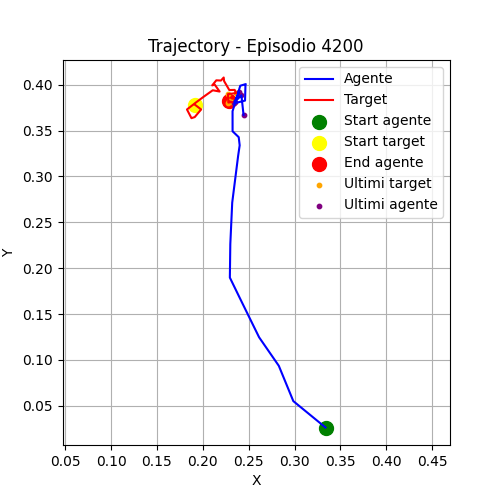 Trajectory - Episodio 4200
Agente
Target
Start agente
Start target
End agente
Ultimi target
Ultimi agente
Y
0.40
0.35
0.30
0.25
0.20
0.15
0.10
0.05
0.05 0.10 0.15 0.20 0.25 0.30 0.35 0.40 0.45
X